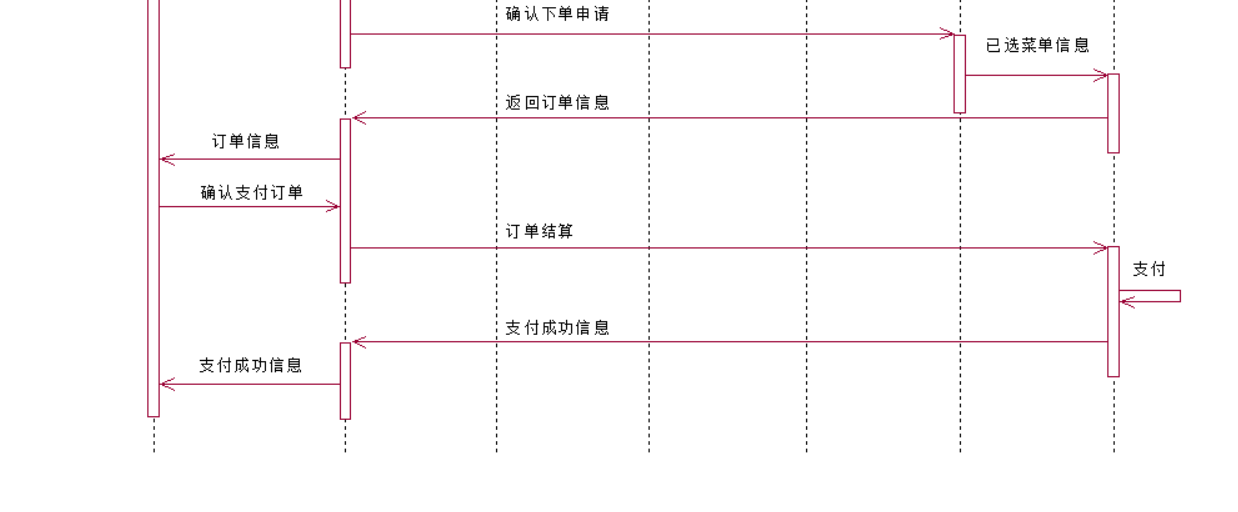 确认下单申请
已选菜单信息
返回订单信息
订单信息
确认支付订单
订单结算
支付
支付成功信息
支付成功信息